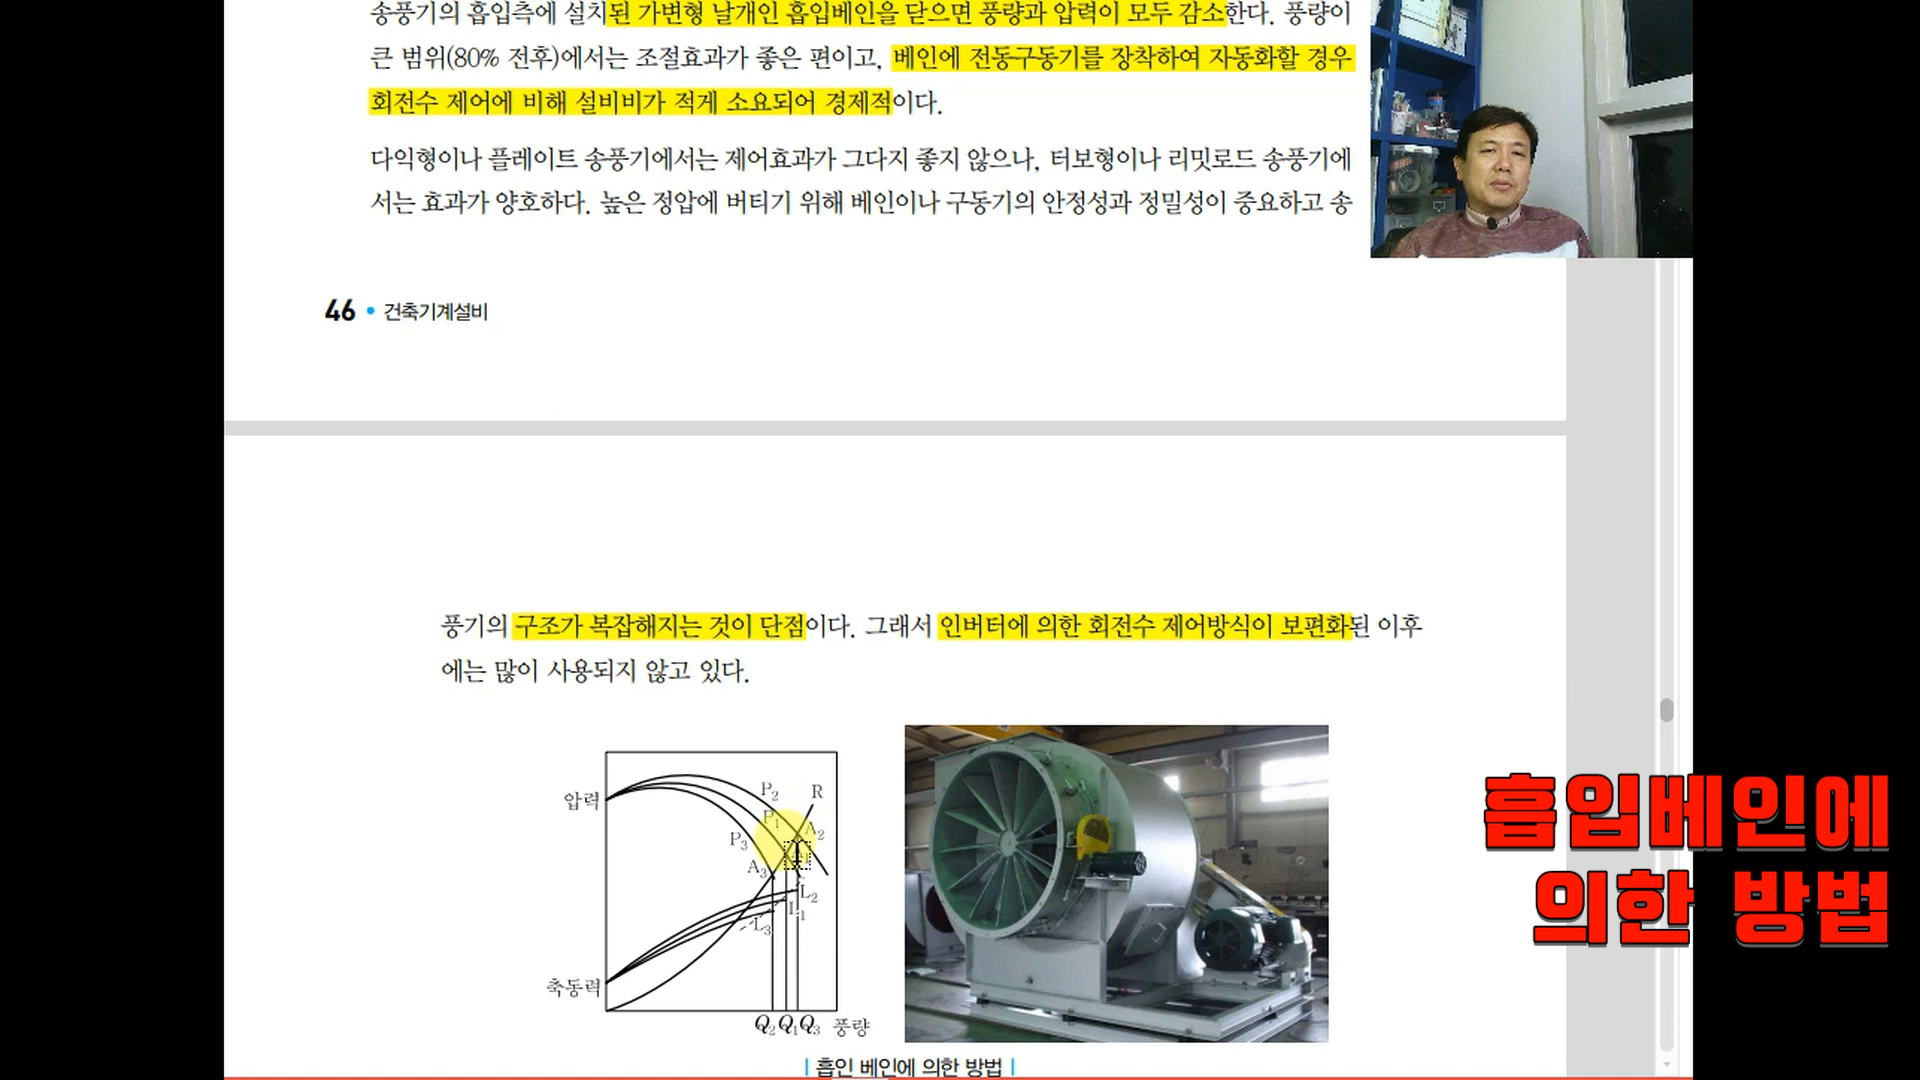 송풍기의 흡입측에 설치된 가변형 날개인 흡입베인을 닫으면 풍량과 압력이 모두 감소한다. 풍량이
큰 범위(80% 전후)에서는 조절효과가 좋은 편이고, 베인에 전동구동기를 장착하여 자동화할 경우
회전수 제어에 비해 설비비가 적게 소요되어 경제적이다.
다익형이나 플레이트 송풍기에서는 제어효과가 그다지 좋지 않으나, 터보형이나 리밋로드 송풍기에
서는 효과가 양호하다. 높은 정압에 버티기 위해 베인이나 구동기의 안정성과 정밀성이 중요하고 송
46 • 건축기계설비
풍기의 구조가 복잡해지는 것이 단점이다. 그래서 인버터에 의한 회전수 제어방식이 보편화된 이후
에는 많이 사용되지 않고 있다.
압력
P₂
R
P₁
A₂
P₃
A₃
L₂
L₁
L₃
축동력
Q₂ Q₁ Q₃ 풍량
| 흡인 베인에 의한 방법 |
흡입베인에
의한 방법